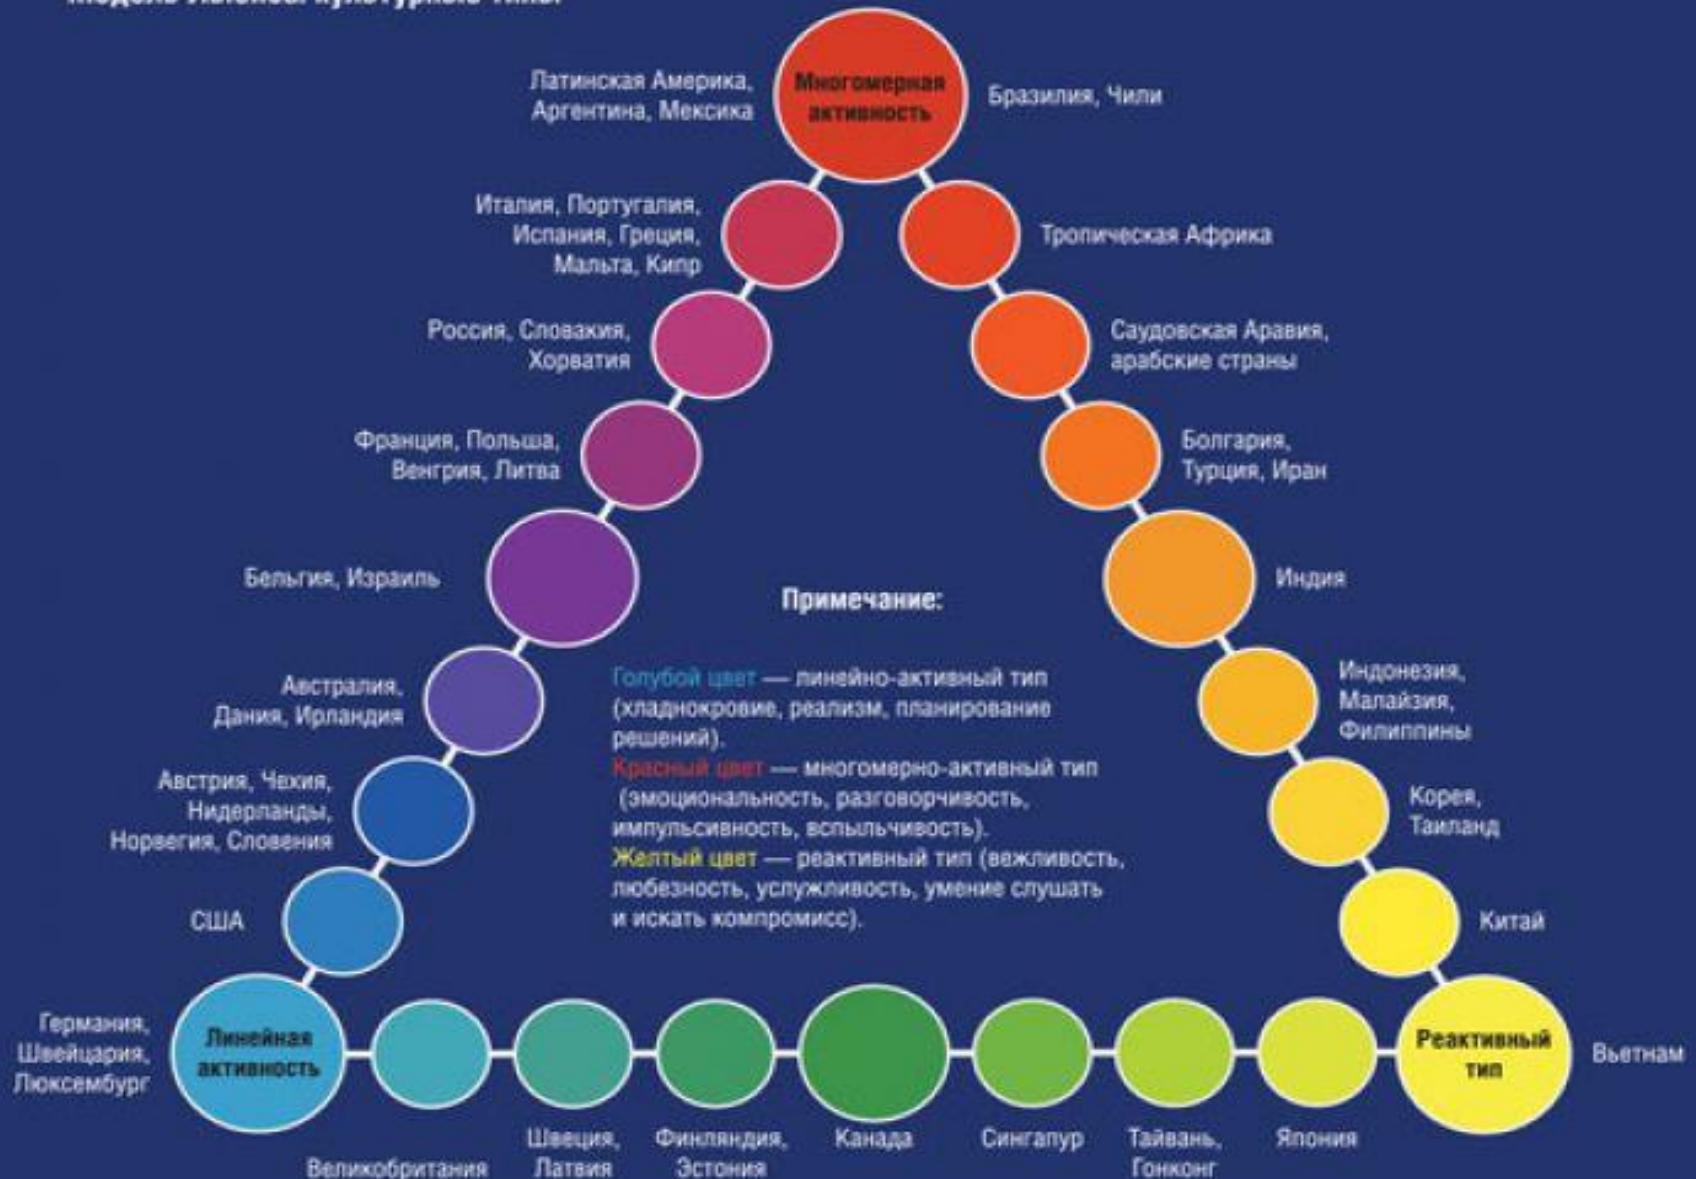 Модель Льюиса: культурные типы
Многомерная
активность
Латинская Америка,
Аргентина, Мексика
Бразилия, Чили
Италия, Португалия,
Испания, Греция,
Мальта, Кипр
Тропическая Африка
Россия, Словакия,
Хорватия
Саудовская Аравия,
арабские страны
Франция, Польша,
Венгрия, Литва
Болгария,
Турция, Иран
Бельгия, Израиль
Индия
Примечание:
Голубой цвет — линейно-активный тип
(хладнокровие, реализм, планирование
решений).
Красный цвет — многомерно-активный тип
(эмоциональность, разговорчивость,
импульсивность, вспыльчивость).
Желтый цвет — реактивный тип (вежливость,
любезность, услужливость, умение слушать
и искать компромисс).
Австралия,
Дания, Ирландия
Индонезия,
Малайзия,
Филиппины
Австрия, Чехия,
Нидерланды,
Норвегия, Словения
Корея,
Таиланд
США
Китай
Германия,
Швейцария,
Люксембург
Линейная
активность
Реактивный
тип
Вьетнам
Великобритания
Швеция,
Латвия
Финляндия,
Эстония
Канада
Сингапур
Тайвань,
Гонконг
Япония